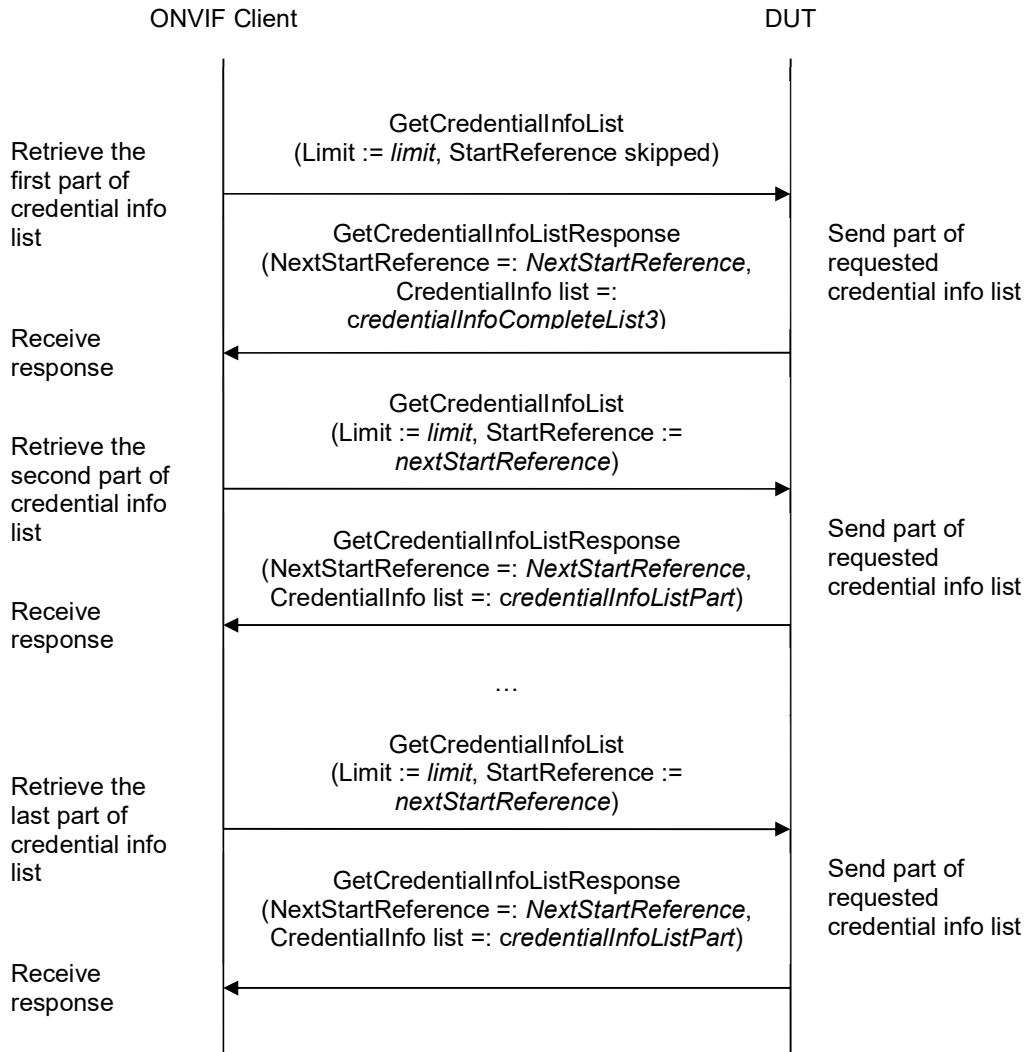 ONVIF Client
DUT
GetCredentialInfoList
(Limit := limit, StartReference skipped)
Retrieve the
first part of
credential info
list
GetCredentialInfoListResponse
(NextStartReference =: NextStartReference,
CredentialInfo list =:
credentialInfoCompleteList3)
Send part of
requested
credential info list
Receive
response
GetCredentialInfoList
(Limit := limit, StartReference :=
nextStartReference)
Retrieve the
second part of
credential info
list
GetCredentialInfoListResponse
(NextStartReference =: NextStartReference,
CredentialInfo list =: credentialInfoListPart)
Send part of
requested
credential info list
Receive
response
…
GetCredentialInfoList
(Limit := limit, StartReference :=
nextStartReference)
Retrieve the
last part of
credential info
list
GetCredentialInfoListResponse
(NextStartReference =: NextStartReference,
CredentialInfo list =: credentialInfoListPart)
Send part of
requested
credential info list
Receive
response